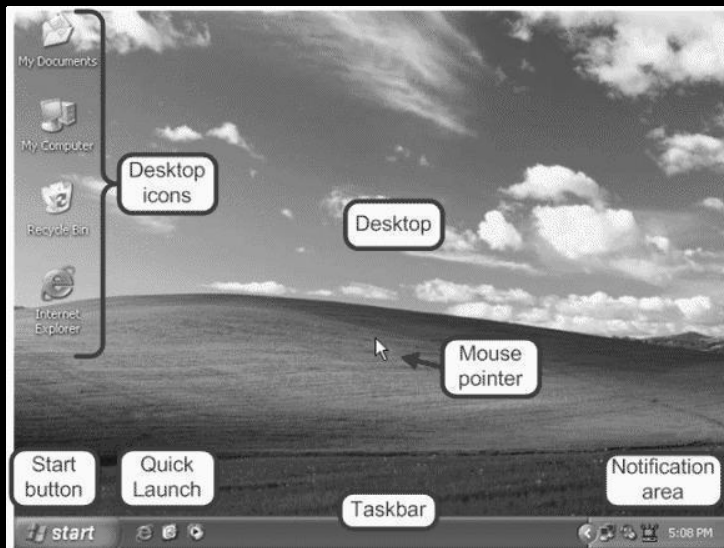 My Documents
My Computer
Desktop
icons
Desktop
Recycle Bin
Internet
Explorer
Mouse
pointer
Start
button
Quick
Launch
Notification
area
Taskbar
start
5:08 PM